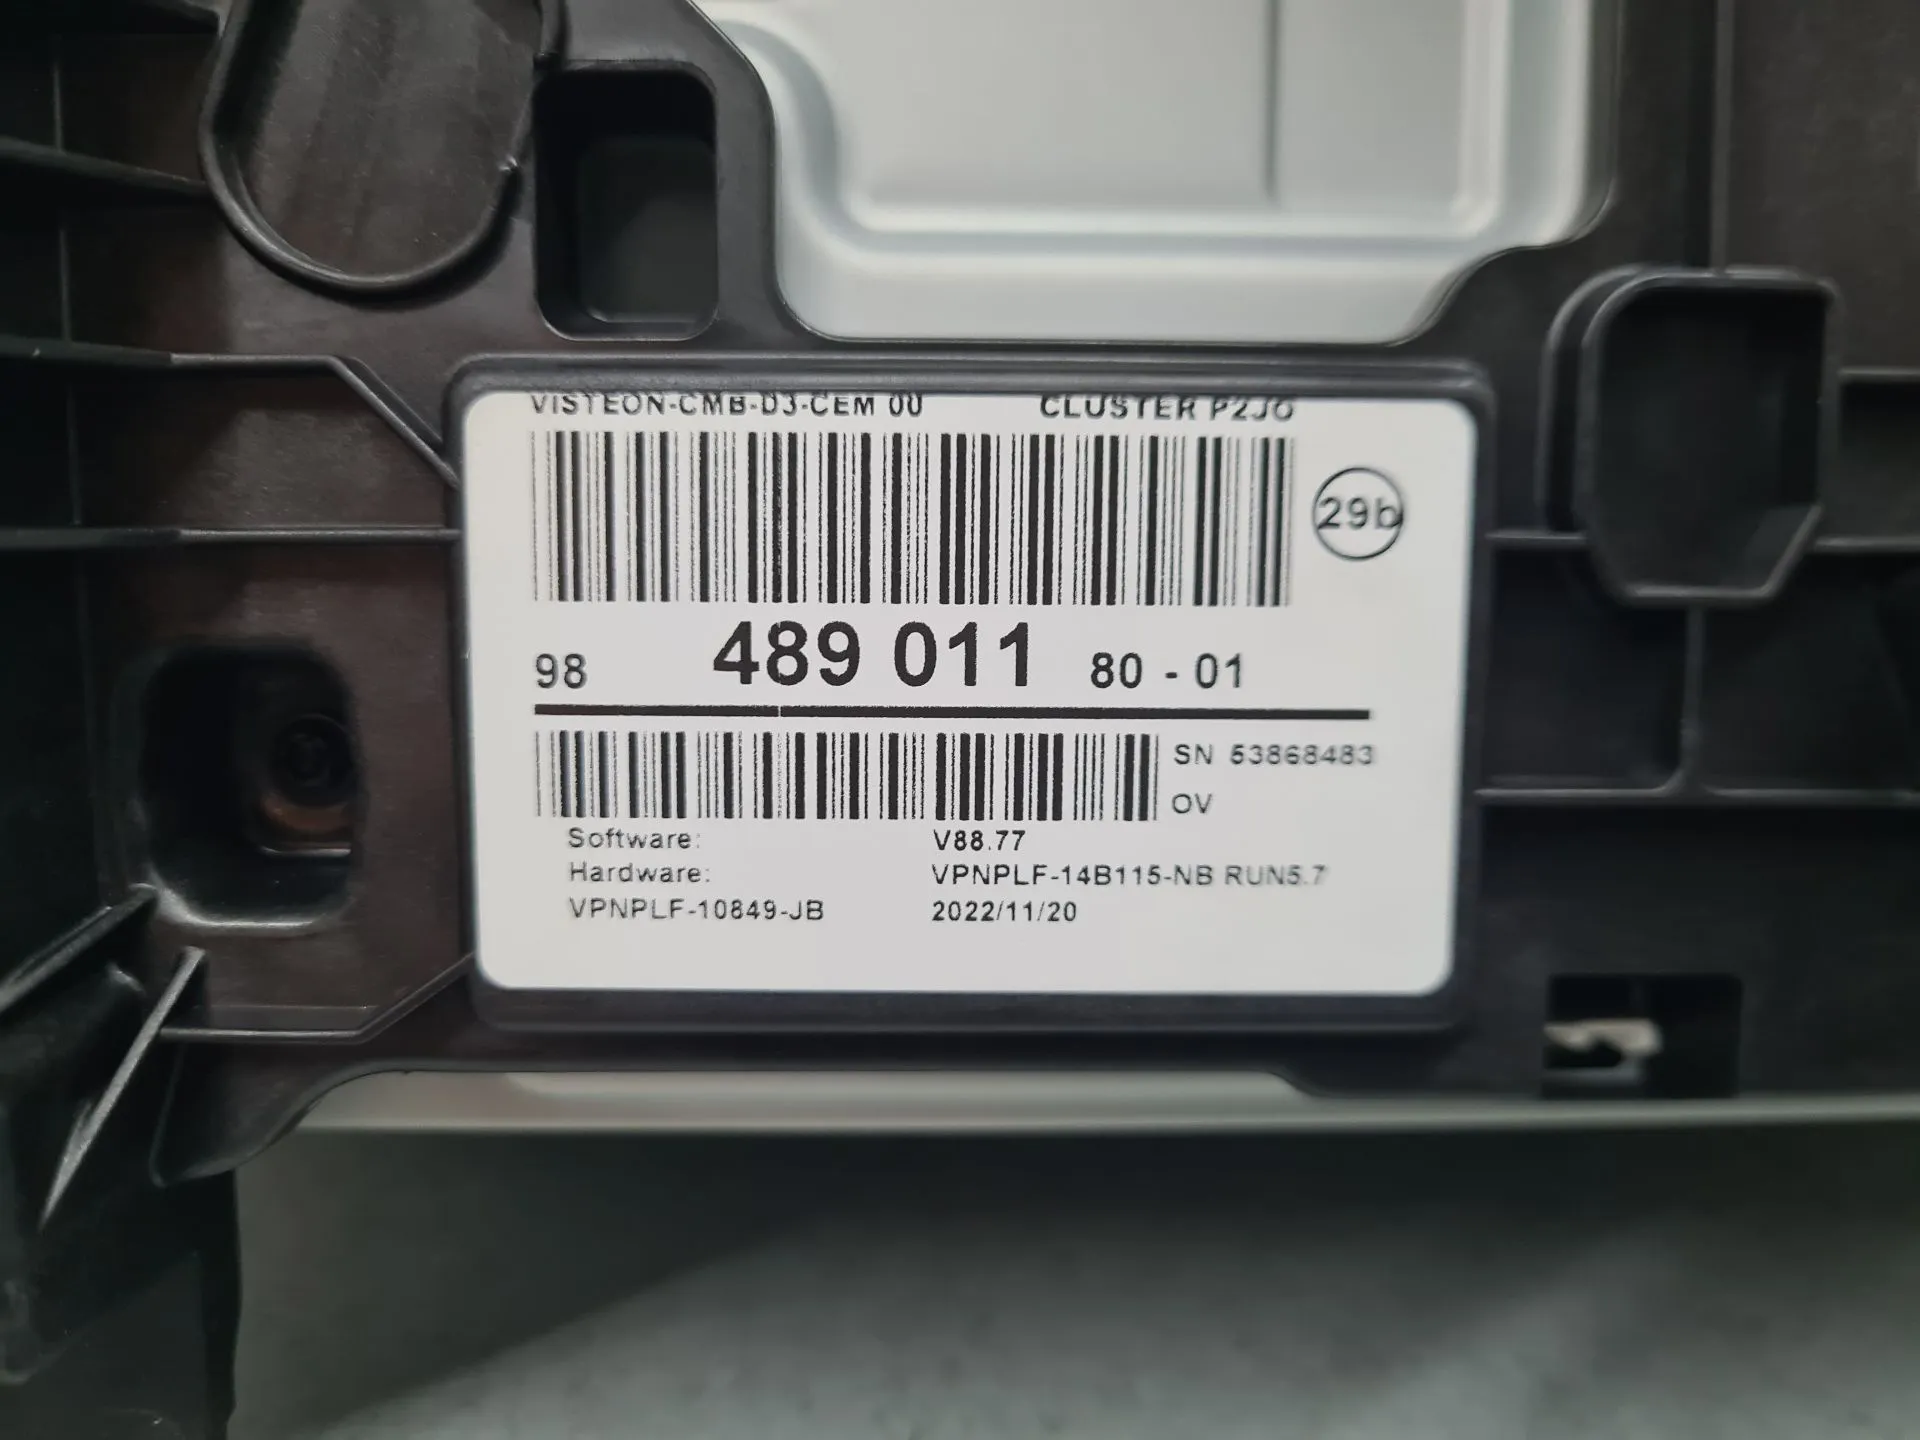 VISTEON-CMB-D3-CEM 00 CLUSTER P2JO
29b
98 489 011 80 - 01
SN 53868483
OV
Software: V88.77
Hardware: VPNPLF-14B115-NB RUN5.7
VPNPLF-10849-JB 2022/11/20